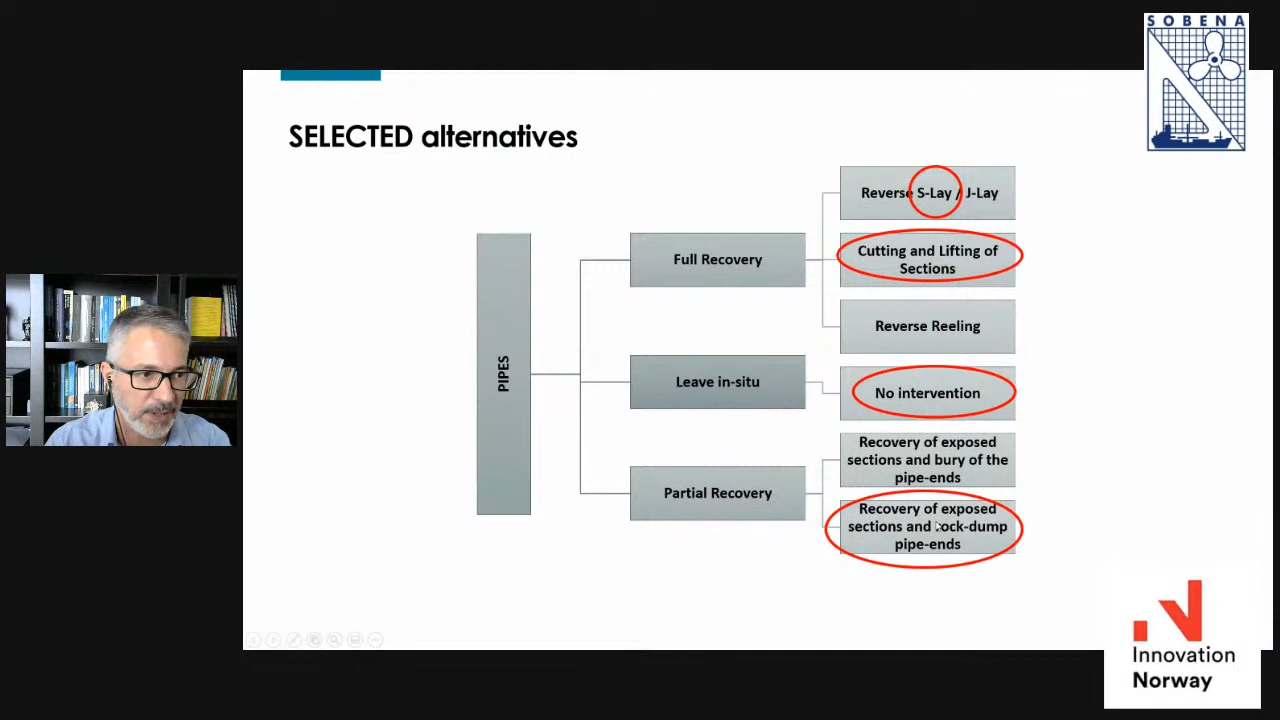 SOBENA
SELECTED alternatives
PIPES
Full Recovery
Leave in-situ
Partial Recovery
Reverse S-Lay / J-Lay
Cutting and Lifting of
Sections
Reverse Reeling
No intervention
Recovery of exposed
sections and bury of the
pipe-ends
Recovery of exposed
sections and rock-dump
pipe-ends
Innovation
Norway